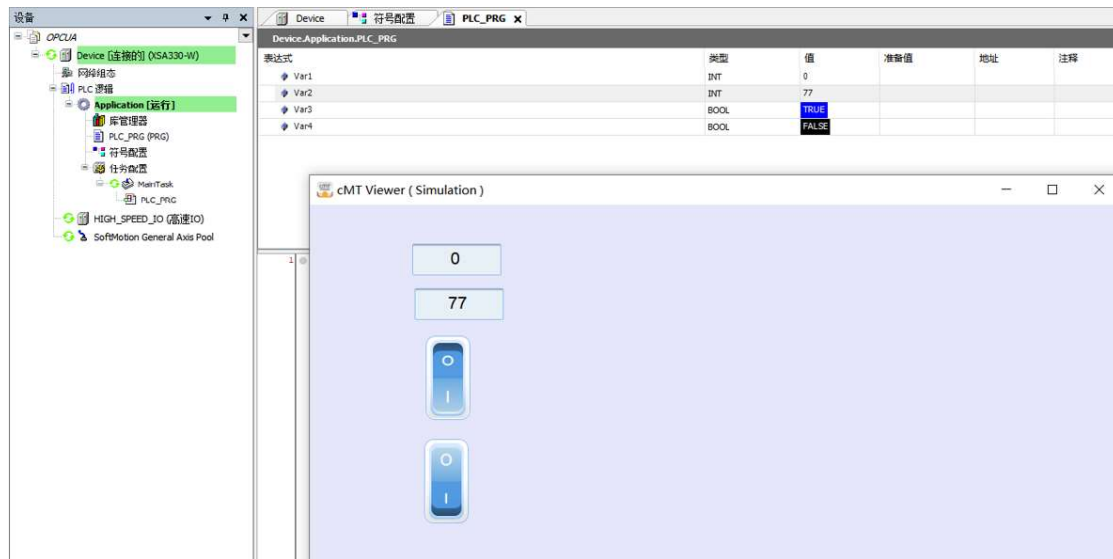 设备
OPCUA
Device [连接的] (XSA330-W)
网络组态
PLC 逻辑
Application [运行]
库管理器
PLC_PRG (PRG)
符号配置
任务配置
MainTask
PLC_PRG
HIGH_SPEED_IO (高速IO)
SoftMotion General Axis Pool
Device 符号配置 PLC_PRG
Device.Application.PLC_PRG
表达式 类型 值 准备值 地址 注释
Var1 INT 0
Var2 INT 77
Var3 BOOL TRUE
Var4 BOOL FALSE
1
cMT Viewer ( Simulation )
0
77
O
I
O
I